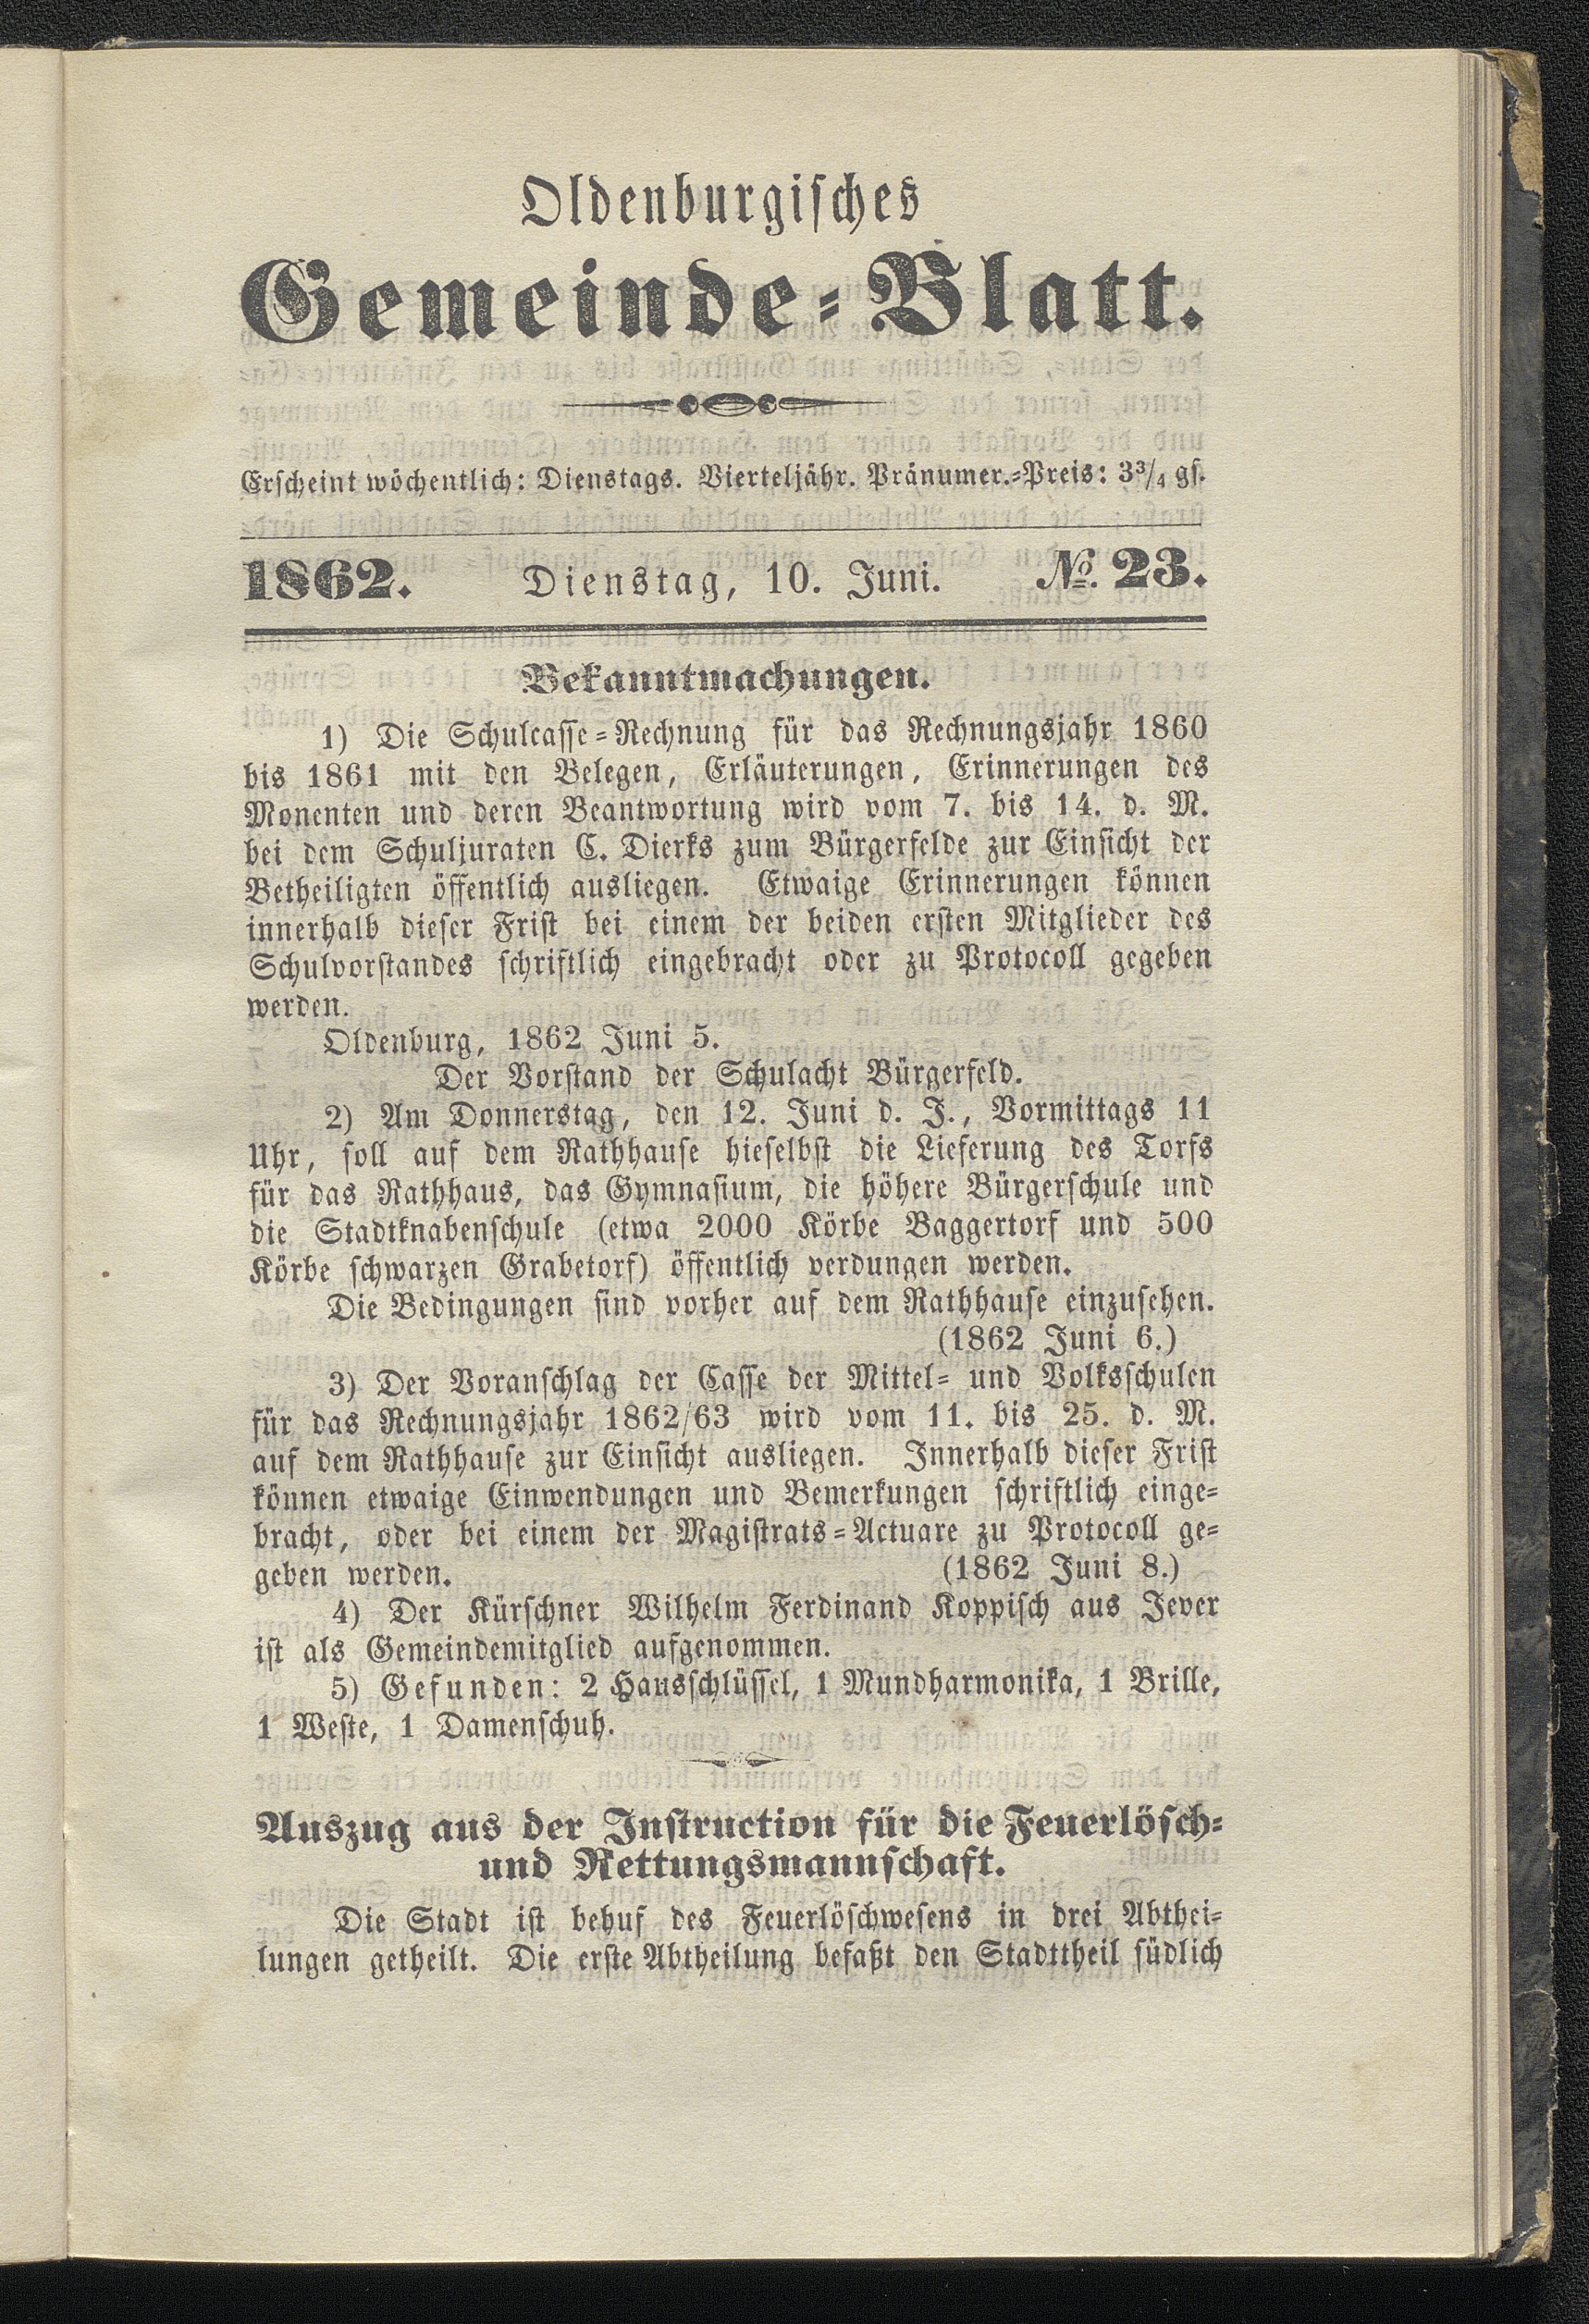 Oldenburgisches
Gemeinde-Blatt.
Erscheint wöchentlich: Dienstags. Vierteljähr. Pränumer.-Preis: 3¾ gs.
1862. Dienstag, 10. Juni. №. 23.
Bekanntmachungen.
1) Die Schulcasse-Rechnung für das Rechnungsjahr 1860
bis 1861 mit den Belegen, Erläuterungen, Erinnerungen des
Monenten und deren Beantwortung wird vom 7. bis 14. d. M.
bei dem Schuljuraten C. Dierks zum Bürgerfelde zur Einsicht der
Betheiligten öffentlich ausliegen. Etwaige Erinnerungen können
innerhalb dieser Frist bei einem der beiden ersten Mitglieder des
Schulvorstandes schriftlich eingebracht oder zu Protocoll gegeben
werden.
Oldenburg, 1862 Juni 5.
Der Vorstand der Schulacht Bürgerfeld.
2) Am Donnerstag, den 12. Juni d. J., Vormittags 11
Uhr, soll auf dem Rathhause hieselbst die Lieferung des Torfs
für das Rathhaus, das Gymnasium, die höhere Bürgerschule und
die Stadtknabenschule (etwa 2000 Körbe Baggertorf und 500
Körbe schwarzen Grabetorf) öffentlich verdungen werden.
Die Bedingungen sind vorher auf dem Rathhause einzusehen.
(1862 Juni 6.)
3) Der Voranschlag der Casse der Mittel- und Volksschulen
für das Rechnungsjahr 1862/63 wird vom 11. bis 25. d. M.
auf dem Rathhause zur Einsicht ausliegen. Innerhalb dieser Frist
können etwaige Einwendungen und Bemerkungen schriftlich einge-
bracht, oder bei einem der Magistrats-Actuare zu Protocoll ge-
geben werden. (1862 Juni 8.)
4) Der Kürschner Wilhelm Ferdinand Koppisch aus Jever
ist als Gemeindemitglied aufgenommen.
5) Gefunden: 2 Hausschlüssel, 1 Mundharmonika, 1 Brille,
1 Weste, 1 Damenschuh.
Auszug aus der Instruction für die Feuerlösch-
und Rettungsmannschaft.
Die Stadt ist behuf des Feuerlöschwesens in drei Abthei-
lungen getheilt. Die erste Abtheilung befaßt den Stadttheil südlich